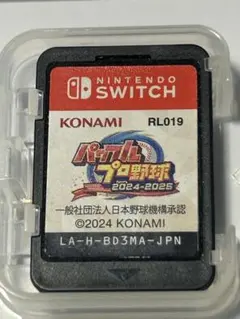 NINTENDO
SWITCH
KONAMI RL019
パワフル
プロ野球
2024-2025
一般社団法人日本野球機構承認
©2024 KONAMI
LA-H-BD3MA-JPN